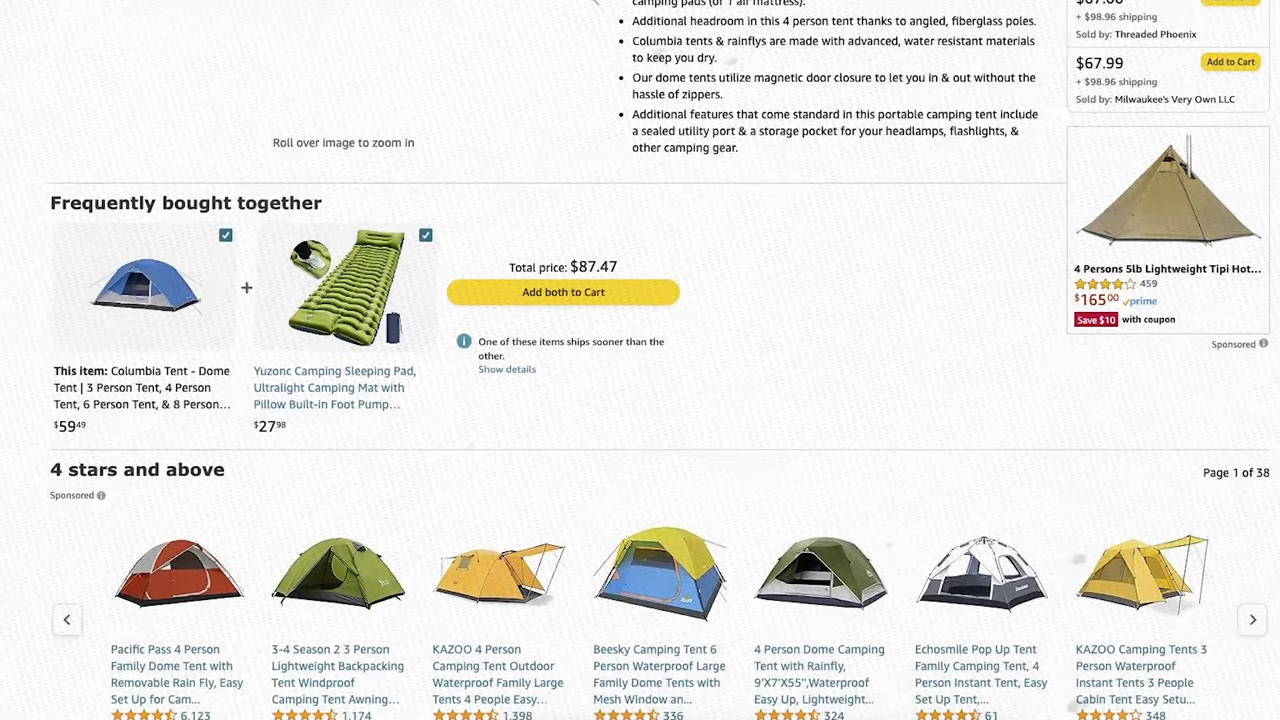 camping pads (or 1 air mattress).
Additional headroom in this 4 person tent thanks to angled, fiberglass poles.
Columbia tents & rainflys are made with advanced, water resistant materials
to keep you dry.
Our dome tents utilize magnetic door closure to let you in & out without the
hassle of zippers.
Additional features that come standard in this portable camping tent include
a sealed utility port & a storage pocket for your headlamps, flashlights, &
other camping gear.
Roll over image to zoom in
+ $98.96 shipping
Sold by: Threaded Phoenix
$67.99
Add to Cart
+ $98.96 shipping
Sold by: Milwaukee's Very Own LLC
4 Persons 5lb Lightweight Tipi Hot...
459
$165 00 prime
Save $10 with coupon
Sponsored
Frequently bought together
+
Total price: $87.47
Add both to Cart
One of these items ships sooner than the
other.
Show details
This item: Columbia Tent - Dome
Tent | 3 Person Tent, 4 Person
Tent, 6 Person Tent, & 8 Person...
$59 49
Yuzonc Camping Sleeping Pad,
Ultralight Camping Mat with
Pillow Built-in Foot Pump...
$27 98
4 stars and above
Page 1 of 38
Sponsored
Pacific Pass 4 Person
Family Dome Tent with
Removable Rain Fly, Easy
Set Up for Cam...
6,123
3-4 Season 2 3 Person
Lightweight Backpacking
Tent Windproof
Camping Tent Awning...
1,174
KAZOO 4 Person
Camping Tent Outdoor
Waterproof Family Large
Tents 4 People Easy...
1,398
Beesky Camping Tent 6
Person Waterproof Large
Family Dome Tents with
Mesh Window an...
336
4 Person Dome Camping
Tent with Rainfly,
9'X7'X55'',Waterproof
Easy Up, Lightweight...
324
Echosmile Pop Up Tent
Family Camping Tent, 4
Person Instant Tent, Easy
Set Up Tent,...
61
KAZOO Camping Tents 3
Person Waterproof
Instant Tents 3 People
Cabin Tent Easy Setu...
348